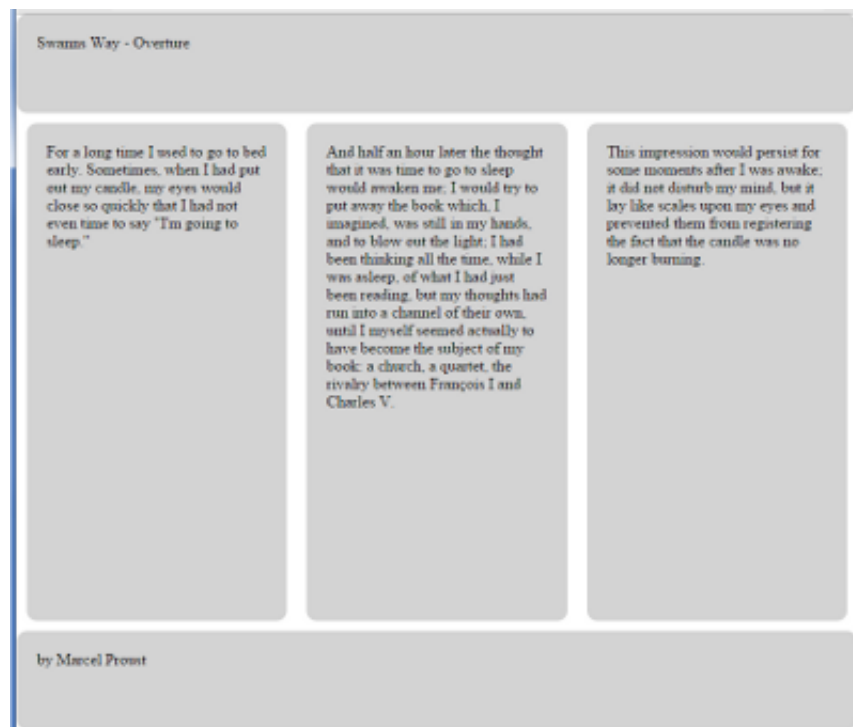 Swanns Way - Overture
For a long time I used to go to bed
early. Sometimes, when I had put
out my candle, my eyes would
close so quickly that I had not
even time to say "I'm going to
sleep."
And half an hour later the thought
that it was time to go to sleep
would awaken me; I would try to
put away the book which, I
imagined, was still in my hands,
and to blow out the light; I had
been thinking all the time, while I
was asleep, of what I had just
been reading, but my thoughts had
run into a channel of their own,
until I myself seemed actually to
have become the subject of my
book: a church, a quartet, the
rivalry between François I and
Charles V.
This impression would persist for
some moments after I was awake;
it did not disturb my mind, but it
lay like scales upon my eyes and
prevented them from registering
the fact that the candle was no
longer burning.
by Marcel Proust